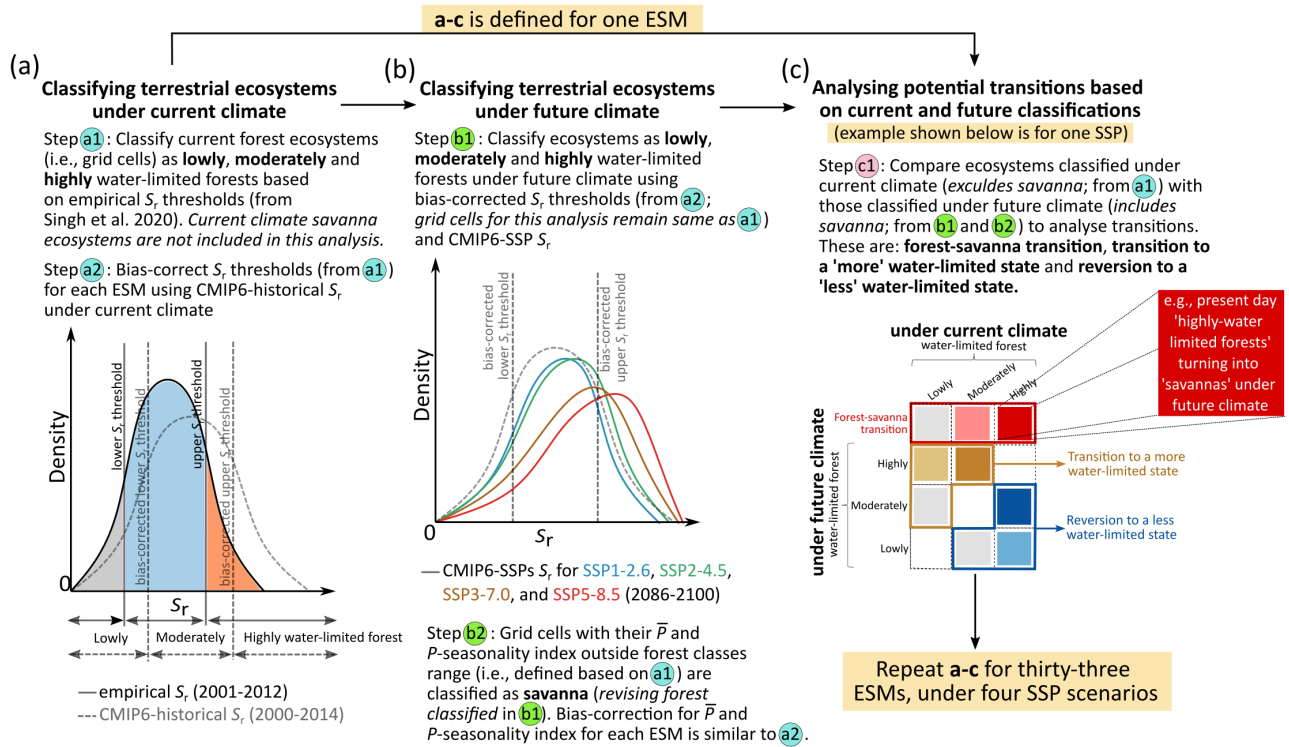 a-c is defined for one ESM
(a)
Classifying terrestrial ecosystems
under current climate
Step a1 : Classify current forest ecosystems
(i.e., grid cells) as lowly, moderately and
highly water-limited forests based
on empirical Sr thresholds (from
Singh et al. 2020). Current climate savanna
ecosystems are not included in this analysis.
Step a2 : Bias-correct Sr thresholds (from a1 )
for each ESM using CMIP6-historical Sr
under current climate
Density
lower Sr threshold
bias-corrected lower Sr threshold
upper Sr threshold
bias-corrected upper Sr threshold
0
Sr
Lowly
Moderately
Highly water-limited forest
empirical Sr (2001-2012)
CMIP6-historical Sr (2000-2014)
(b)
Classifying terrestrial ecosystems
under future climate
Step b1 : Classify ecosystems as lowly,
moderately and highly water-limited
forests under future climate using
bias-corrected Sr thresholds (from a2 ;
grid cells for this analysis remain same as a1 )
and CMIP6-SSP Sr
Density
bias-corrected
lower Sr threshold
bias-corrected
upper Sr threshold
0
Sr
CMIP6-SSPs Sr for SSP1-2.6, SSP2-4.5,
SSP3-7.0, and SSP5-8.5 (2086-2100)
Step b2 : Grid cells with their P̅ and
P-seasonality index outside forest classes
range (i.e., defined based on a1 ) are
classified as savanna (revising forest
classified in b1 ). Bias-correction for P̅ and
P-seasonality index for each ESM is similar to a2 .
(c)
Analysing potential transitions based
on current and future classifications
(example shown below is for one SSP)
Step c1 : Compare ecosystems classified under
current climate (exculdes savanna; from a1 ) with
those classified under future climate (includes
savanna; from b1 and b2 ) to analyse transitions.
These are: forest-savanna transition, transition to
a 'more' water-limited state and reversion to a
'less' water-limited state.
under current climate
water-limited forest
Lowly
Moderately
Highly
under future climate
water-limited forest
Forest-savanna
transition
Highly
Moderately
Lowly
Transition to a more
water-limited state
Reversion to a less
water-limited state
e.g., present day
'highly-water
limited forests'
turning into
'savannas' under
future climate
Repeat a-c for thirty-three
ESMs, under four SSP scenarios